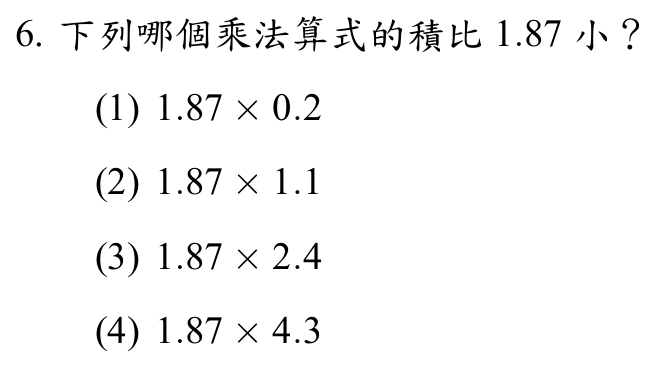 6. 下列哪個乘法算式的積比 1.87 小？
(1) 1.87 × 0.2
(2) 1.87 × 1.1
(3) 1.87 × 2.4
(4) 1.87 × 4.3